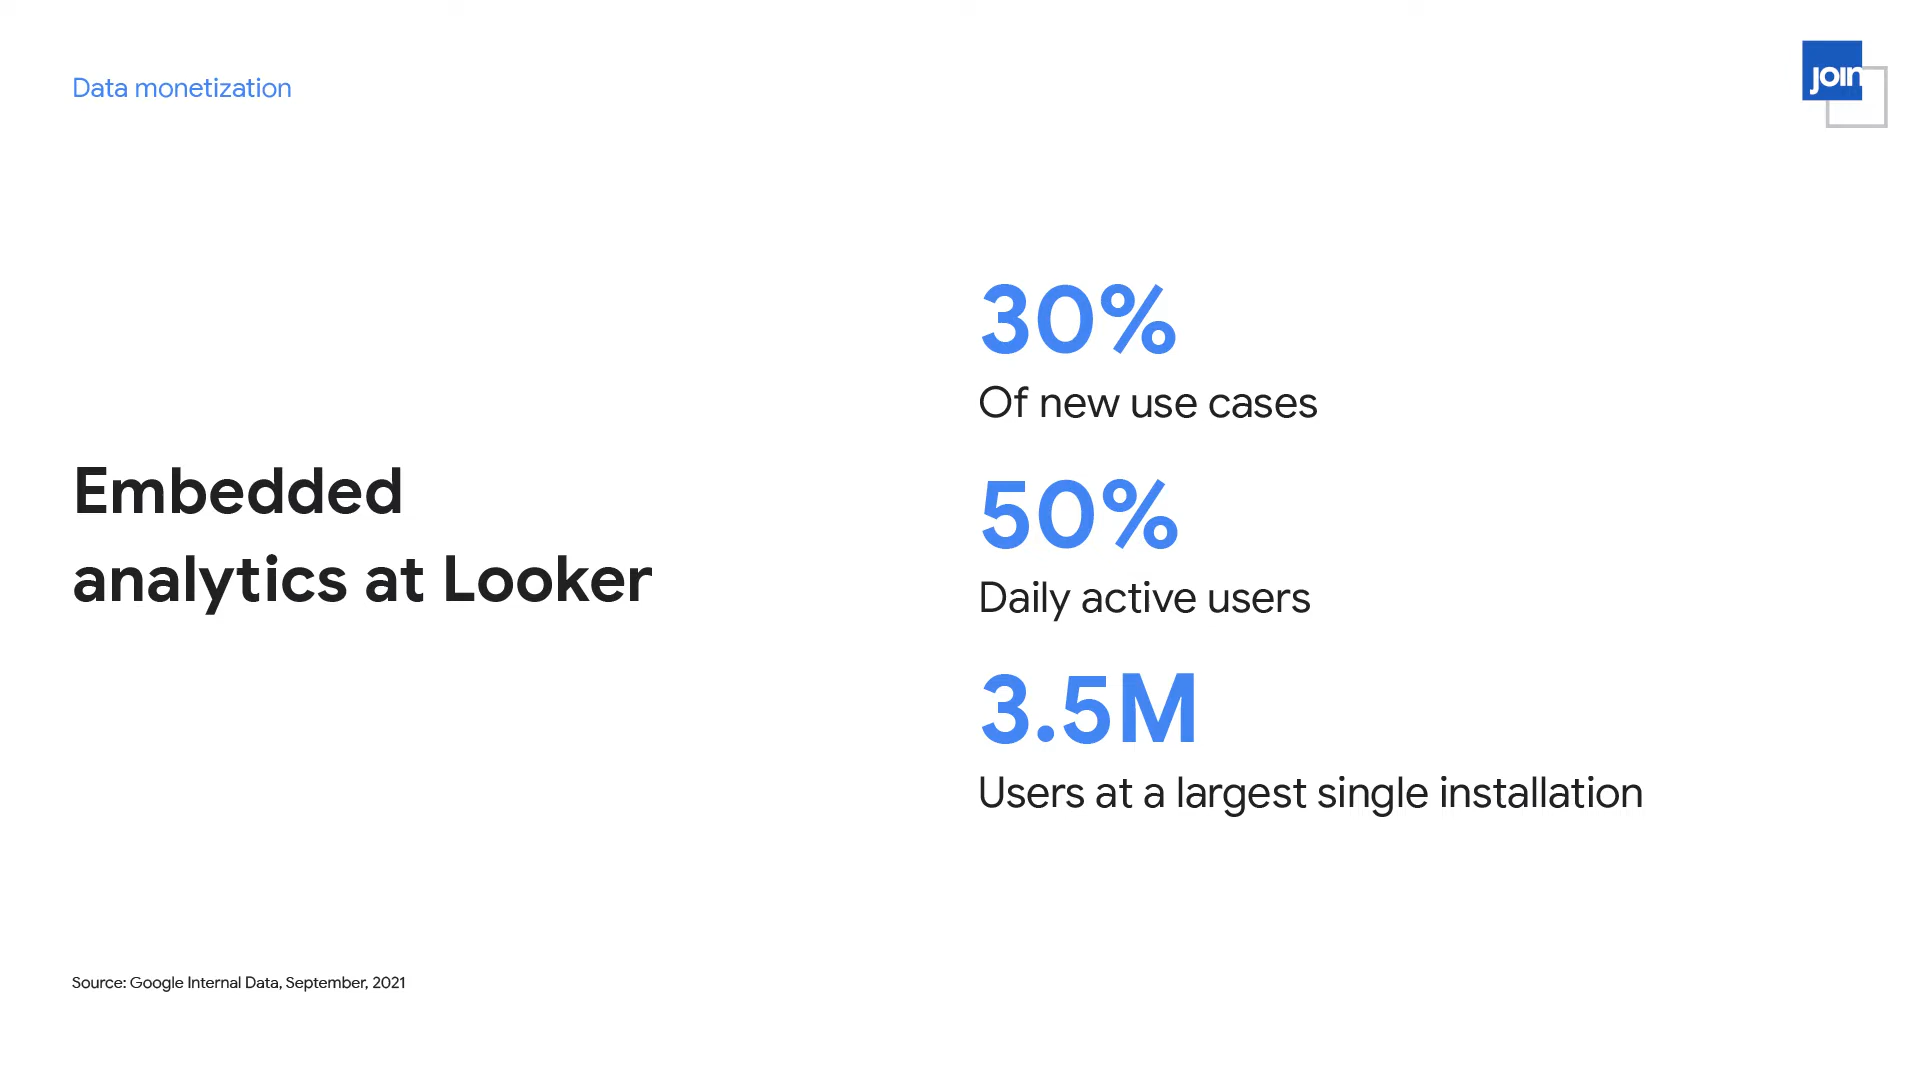 Data monetization
join
Embedded
analytics at Looker
30%
Of new use cases
50%
Daily active users
3.5M
Users at a largest single installation
Source: Google Internal Data, September, 2021